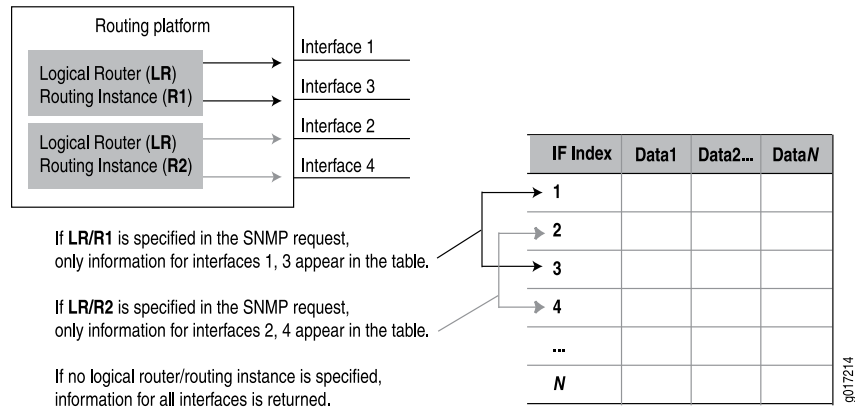 Routing platform
Logical Router (LR)
Routing Instance (R1)
Logical Router (LR)
Routing Instance (R2)
Interface 1
Interface 3
Interface 2
Interface 4
If LR/R1 is specified in the SNMP request,
only information for interfaces 1, 3 appear in the table.
If LR/R2 is specified in the SNMP request,
only information for interfaces 2, 4 appear in the table.
If no logical router/routing instance is specified,
information for all interfaces is returned.
IF Index Data1 Data2... DataN
1
2
3
4
...
N
g017214